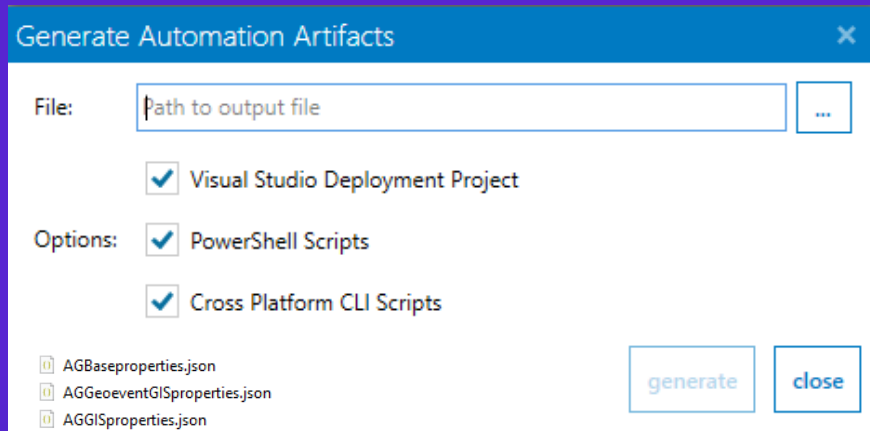 Generate Automation Artifacts
File: Path to output file ...
Visual Studio Deployment Project
Options: PowerShell Scripts
Cross Platform CLI Scripts
AGBaseproperties.json
AGGeoeventGISproperties.json
AGGISproperties.json
generate close